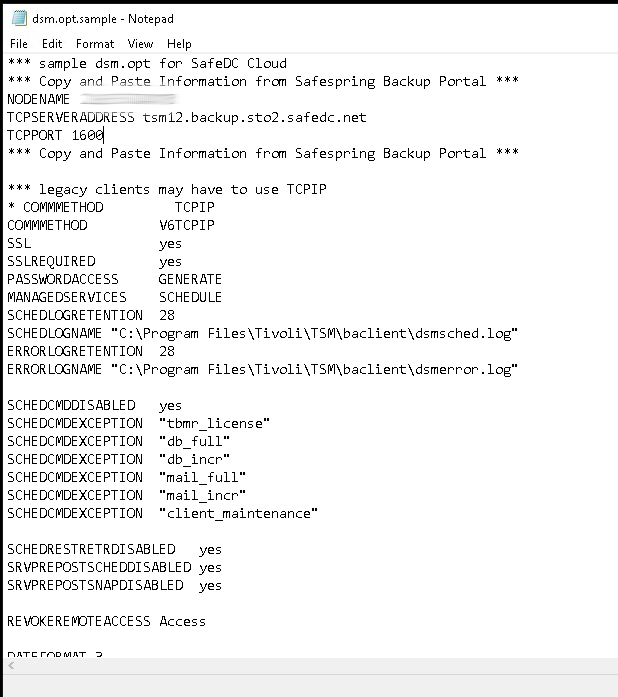 dsm.opt.sample - Notepad
File Edit Format View Help
*** sample dsm.opt for SafeDC Cloud
*** Copy and Paste Information from Safespring Backup Portal ***
NODENAME
TCPSERVERADDRESS tsm12.backup.sto2.safedc.net
TCPPORT 1600
*** Copy and Paste Information from Safespring Backup Portal ***
*** legacy clients may have to use TCPIP
* COMMMETHOD TCPIP
COMMMETHOD V6TCPIP
SSL yes
SSLREQUIRED yes
PASSWORDACCESS GENERATE
MANAGEDSERVICES SCHEDULE
SCHEDLOGRETENTION 28
SCHEDLOGNAME "C:\Program Files\Tivoli\TSM\baclient\dsmsched.log"
ERRORLOGRETENTION 28
ERRORLOGNAME "C:\Program Files\Tivoli\TSM\baclient\dsmerror.log"
SCHEDCMDDISABLED yes
SCHEDCMDEXCEPTION "tbmr_license"
SCHEDCMDEXCEPTION "db_full"
SCHEDCMDEXCEPTION "db_incr"
SCHEDCMDEXCEPTION "mail_full"
SCHEDCMDEXCEPTION "mail_incr"
SCHEDCMDEXCEPTION "client_maintenance"
SCHEDRESTRETRDISABLED yes
SRVPREPOSTSCHEDDISABLED yes
SRVPREPOSTSNAPDISABLED yes
REVOKEREMOTEACCESS Access
DATEFORMAT